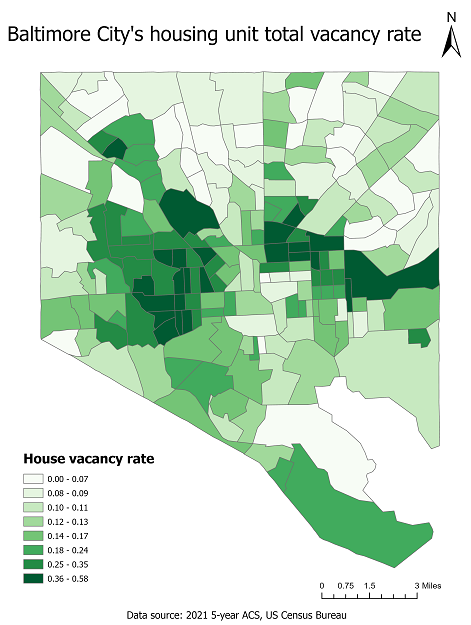 N
Baltimore City's housing unit total vacancy rate
House vacancy rate
0.00 - 0.07
0.08 - 0.09
0.10 - 0.11
0.12 - 0.13
0.14 - 0.17
0.18 - 0.24
0.25 - 0.35
0.36 - 0.58
0 0.75 1.5 3 Miles
Data source: 2021 5-year ACS, US Census Bureau